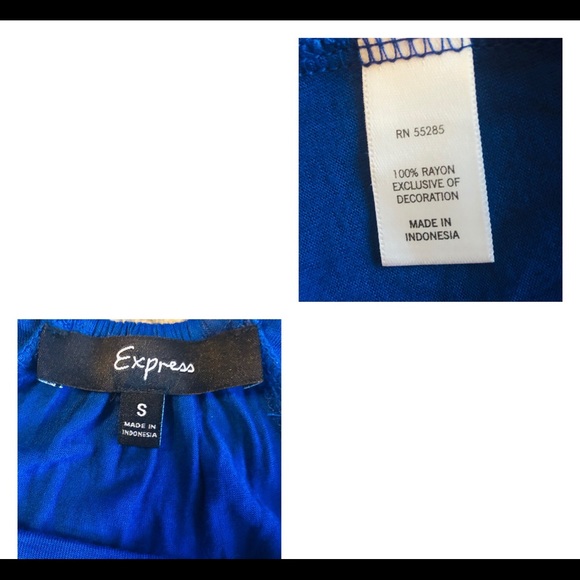 RN 55285
100% RAYON
EXCLUSIVE OF
DECORATION
MADE IN
INDONESIA
Express
S
MADE IN
INDONESIA